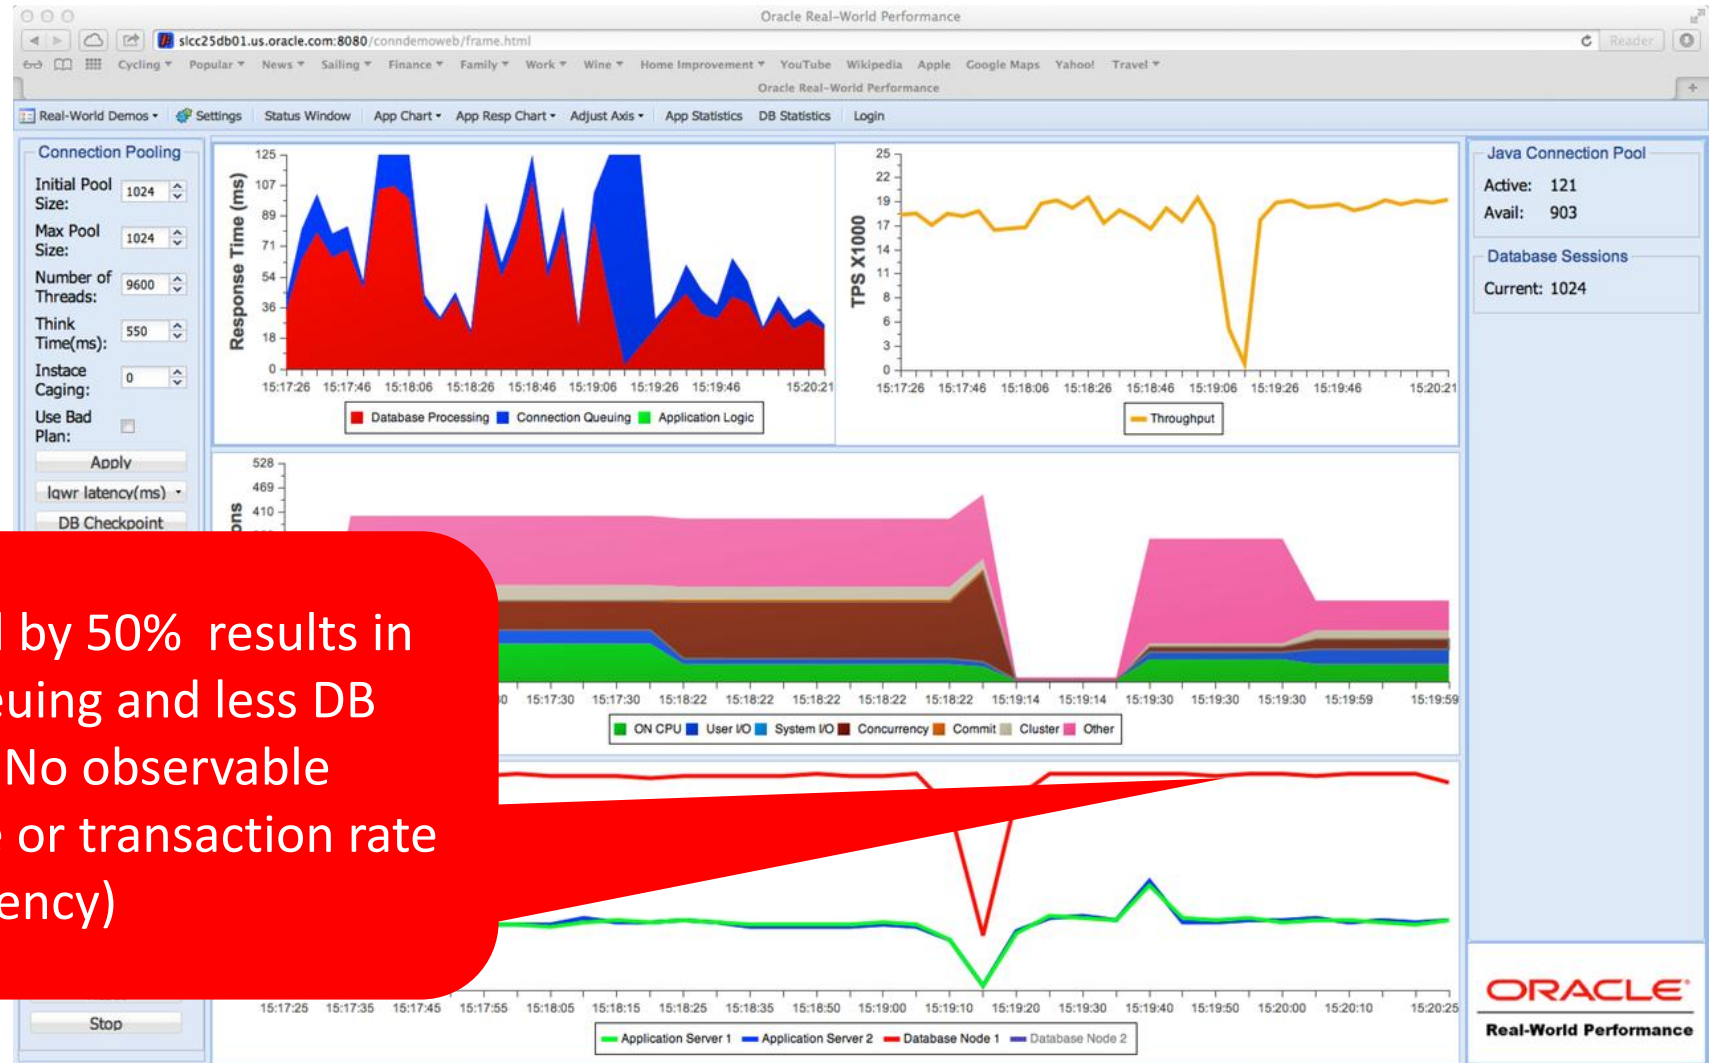 Oracle Real-World Performance
slcc25db01.us.oracle.com:8080/conndemoweb/frame.html
Reader
Cycling Popular News Sailing Finance Family Work Wine Home Improvement YouTube Wikipedia Apple Google Maps Yahoo! Travel
Oracle Real-World Performance
Real-World Demos Settings Status Window App Chart App Resp Chart Adjust Axis App Statistics DB Statistics Login
Connection Pooling
Initial Pool
Size: 1024
Max Pool
Size: 1024
Number of
Threads: 9600
Think
Time(ms): 550
Instace
Caging: 0
Use Bad
Plan:
Apply
lgwr latency(ms)
DB Checkpoint
Stop
Response Time (ms)
125
107
89
71
54
36
18
0
15:17:26 15:17:46 15:18:06 15:18:26 15:18:46 15:19:06 15:19:26 15:19:46 15:20:21
Database Processing Connection Queuing Application Logic
TPS X1000
25
22
19
17
14
11
8
6
3
0
15:17:26 15:17:46 15:18:06 15:18:26 15:18:46 15:19:06 15:19:26 15:19:46 15:20:21
Throughput
Java Connection Pool
Active: 121
Avail: 903
Database Sessions
Current: 1024
528
469
410
ons
by 50% results in
euing and less DB
No observable
e or transaction rate
ency)
15:17:30 15:17:30 15:18:22 15:18:22 15:18:22 15:18:22 15:18:22 15:19:14 15:19:14 15:19:30 15:19:30 15:19:30 15:19:59 15:19:59
ON CPU User I/O System I/O Concurrency Commit Cluster Other
15:17:25 15:17:35 15:17:45 15:17:55 15:18:05 15:18:15 15:18:25 15:18:35 15:18:50 15:19:00 15:19:10 15:19:20 15:19:30 15:19:40 15:19:50 15:20:00 15:20:10 15:20:25
Application Server 1 Application Server 2 Database Node 1 Database Node 2
ORACLE
Real-World Performance